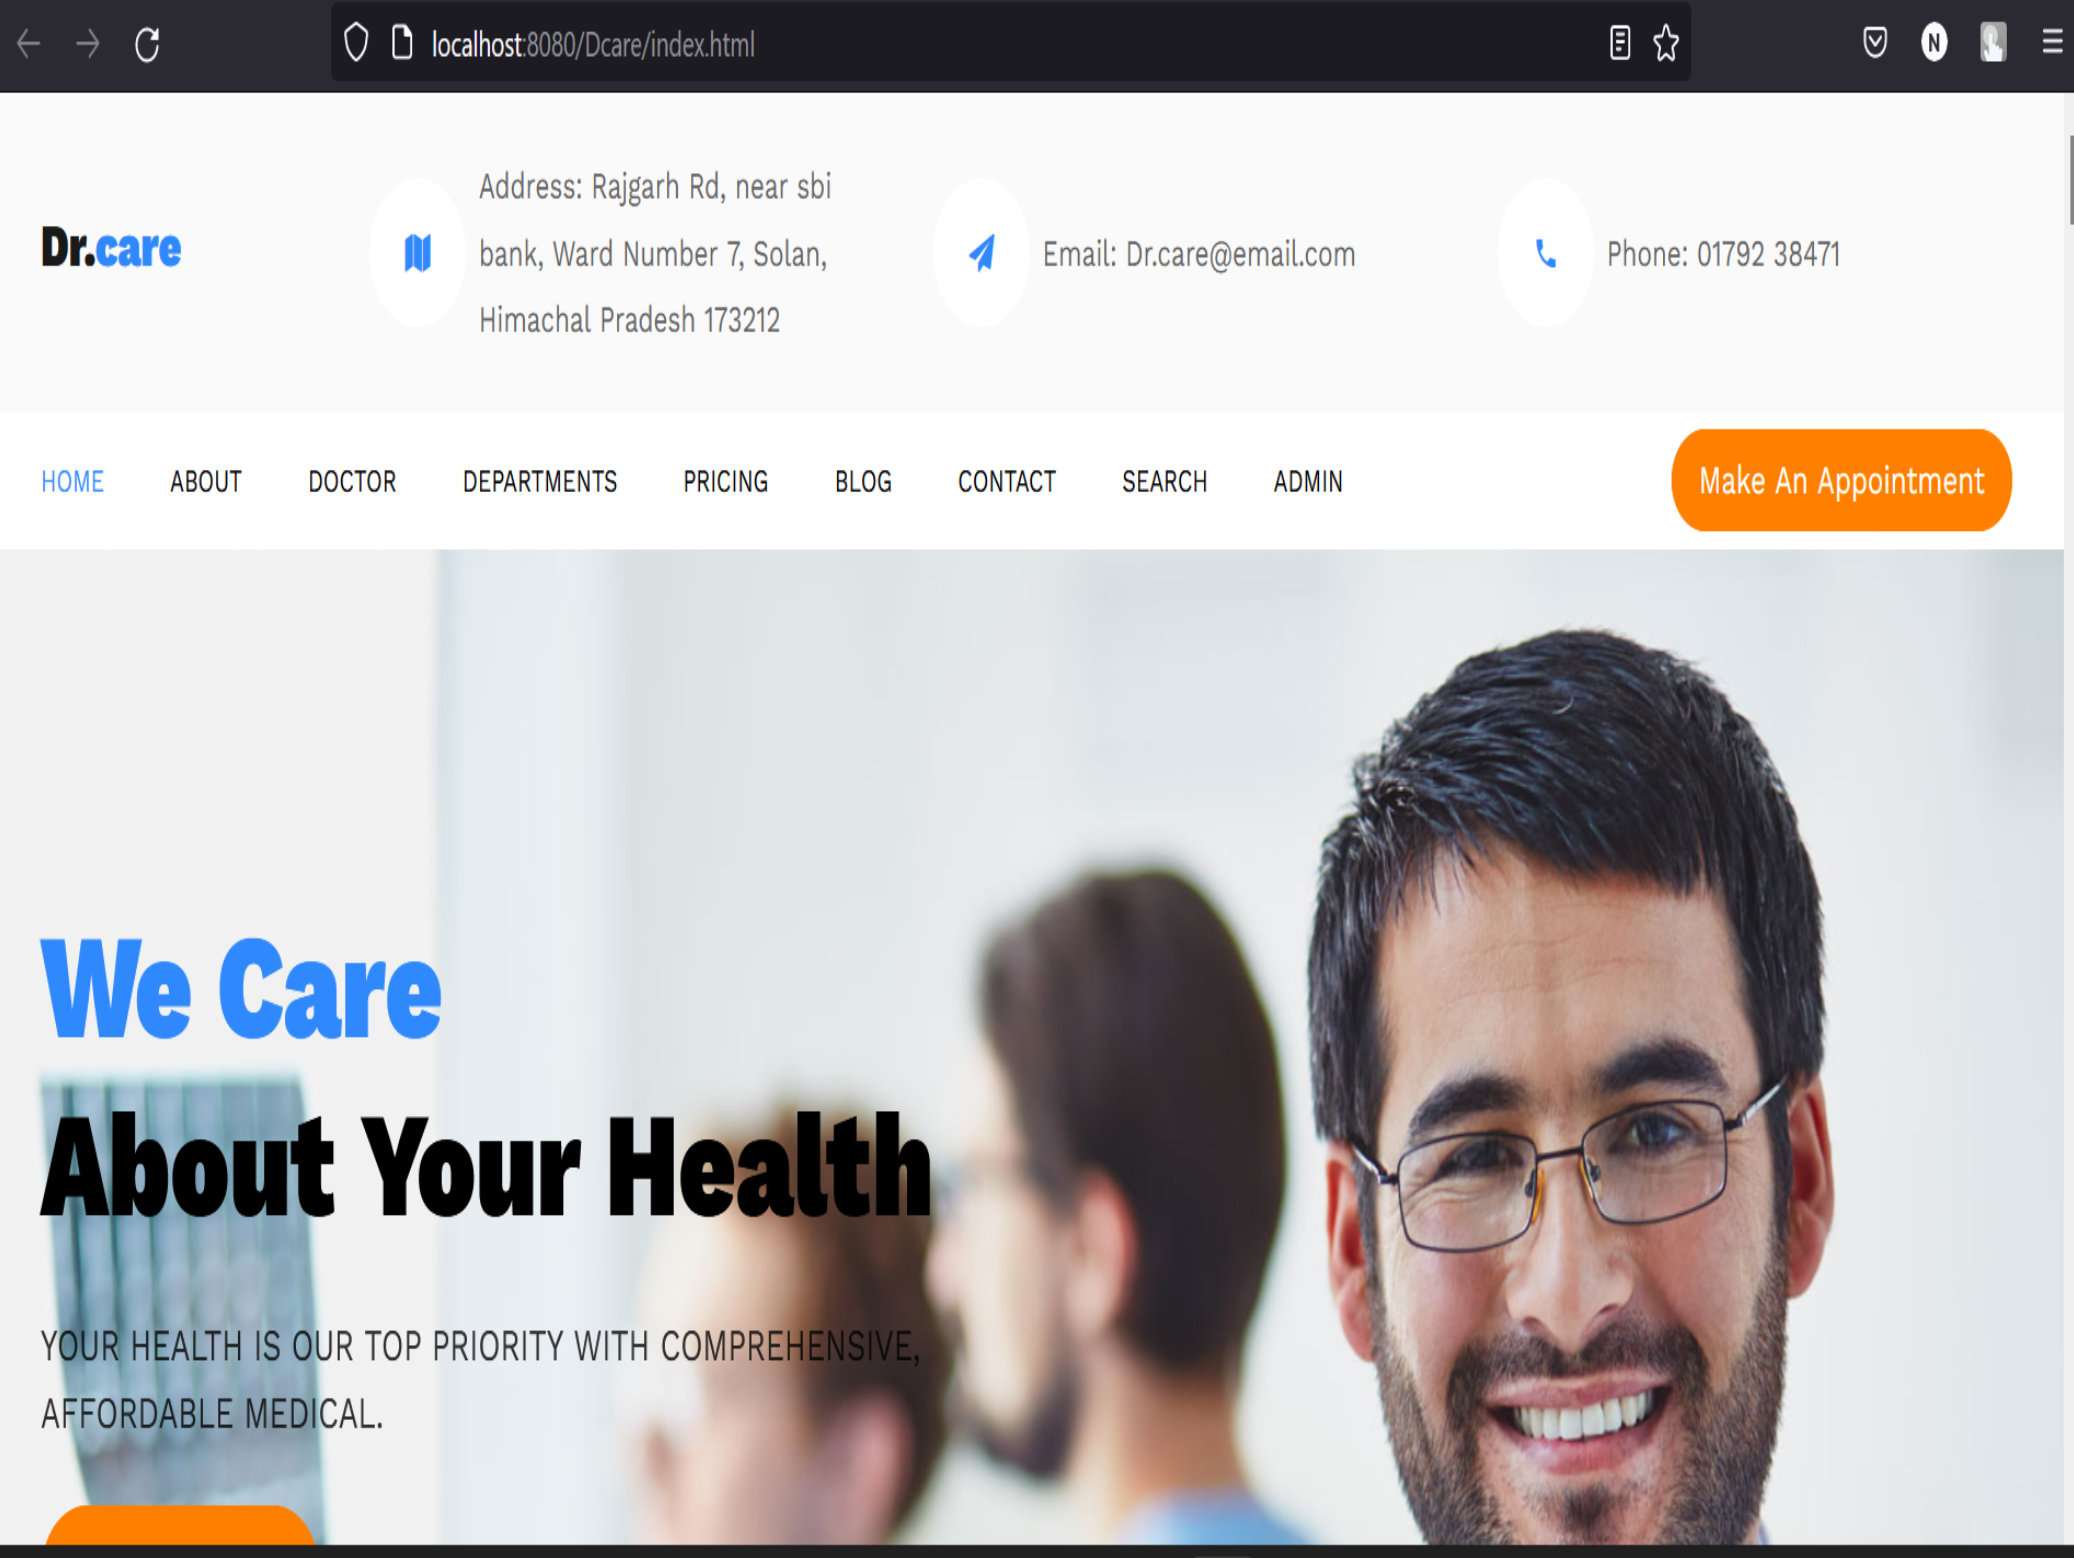 localhost:8080/Dcare/index.html
N
Dr.care
Address: Rajgarh Rd, near sbi
bank, Ward Number 7, Solan,
Himachal Pradesh 173212
Email: Dr.care@email.com
Phone: 01792 38471
HOME ABOUT DOCTOR DEPARTMENTS PRICING BLOG CONTACT SEARCH ADMIN Make An Appointment
We Care
About Your Health
YOUR HEALTH IS OUR TOP PRIORITY WITH COMPREHENSIVE,
AFFORDABLE MEDICAL.